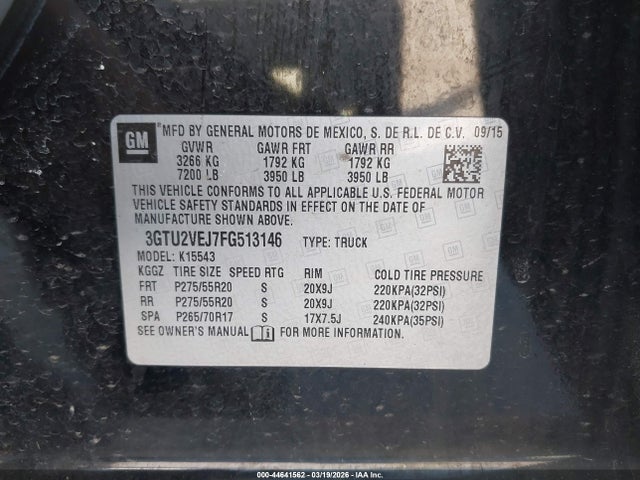 GM
MFD BY GENERAL MOTORS DE MEXICO, S. DE R.L. DE C.V. 09/15
GVWR GAWR FRT GAWR RR
3266 KG 1792 KG 1792 KG
7200 LB 3950 LB 3950 LB
THIS VEHICLE CONFORMS TO ALL APPLICABLE U.S. FEDERAL MOTOR
VEHICLE SAFETY STANDARDS IN EFFECT ON THE DATE OF
MANUFACTURE SHOWN ABOVE.
3GTU2VEJ7FG513146 TYPE: TRUCK
MODEL: K15543
KGGZ TIRE SIZE SPEED RTG RIM COLD TIRE PRESSURE
FRT P275/55R20 S 20X9J 220KPA(32PSI)
RR P275/55R20 S 20X9J 220KPA(32PSI)
SPA P265/70R17 S 17X7.5J 240KPA(35PSI)
SEE OWNER'S MANUAL FOR ADDITIONAL INFORMATION.
000-44641562 - 03/19/2026 - IAAI.COM